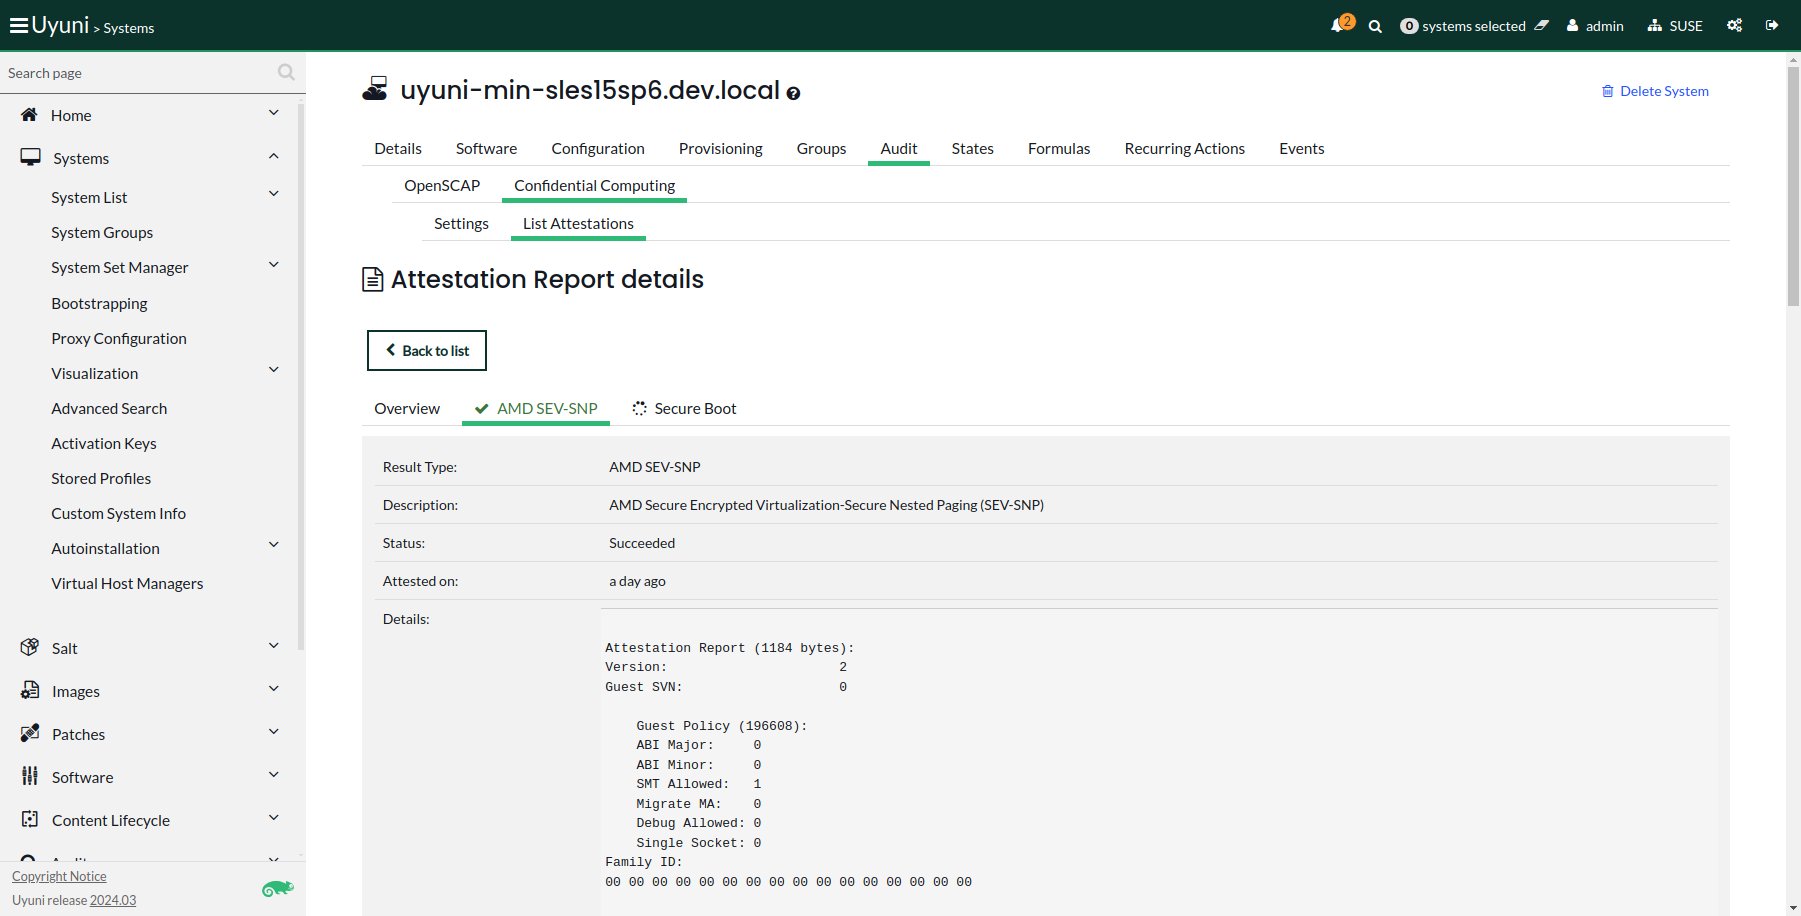 Uyuni > Systems
2
0 systems selected
admin
SUSE
Search page
Home
Systems
System List
System Groups
System Set Manager
Bootstrapping
Proxy Configuration
Visualization
Advanced Search
Activation Keys
Stored Profiles
Custom System Info
Autoinstallation
Virtual Host Managers
Salt
Images
Patches
Software
Content Lifecycle
Audit
Copyright Notice
Uyuni release 2024.03
uyuni-min-sles15sp6.dev.local
Delete System
Details Software Configuration Provisioning Groups Audit States Formulas Recurring Actions Events
OpenSCAP Confidential Computing
Settings List Attestations
Attestation Report details
Back to list
Overview AMD SEV-SNP Secure Boot
Result Type: AMD SEV-SNP
Description: AMD Secure Encrypted Virtualization-Secure Nested Paging (SEV-SNP)
Status: Succeeded
Attested on: a day ago
Details:
Attestation Report (1184 bytes):
Version: 2
Guest SVN: 0
Guest Policy (196608):
ABI Major: 0
ABI Minor: 0
SMT Allowed: 1
Migrate MA: 0
Debug Allowed: 0
Single Socket: 0
Family ID:
00 00 00 00 00 00 00 00 00 00 00 00 00 00 00 00